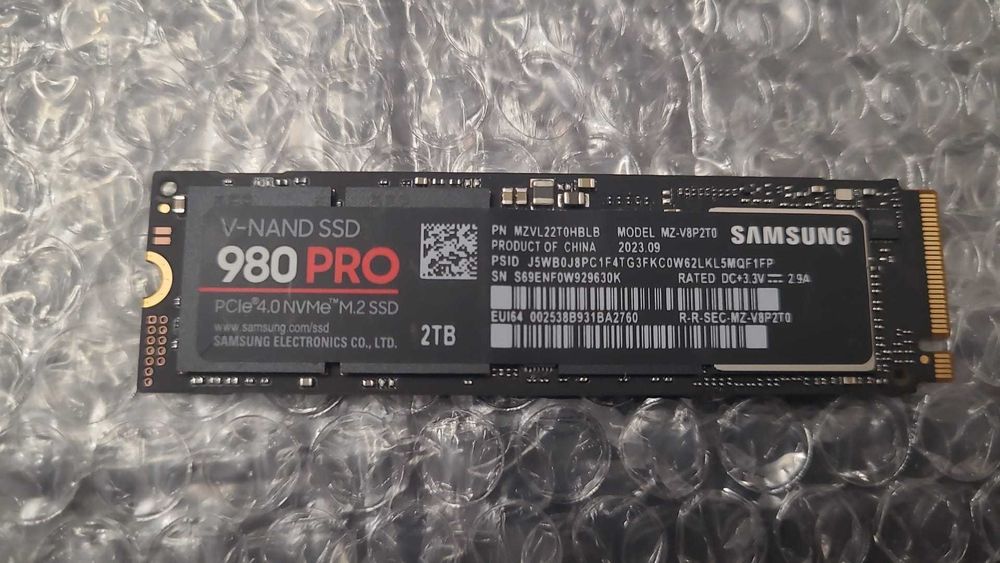 V-NAND SSD
980 PRO
PCIe®4.0 NVMe™M.2 SSD
www.samsung.com/ssd
SAMSUNG ELECTRONICS CO., LTD.
2TB
PN MZVL22T0HBLB MODEL MZ-V8P2T0
PRODUCT OF CHINA 2023.09
SAMSUNG
PSID J5WB0J8PC1F4TG3FKC0W62LKL5MQF1FP
SN S69ENF0W929630K RATED DC+3.3V⎓2.9A
EUI64 002538B931BA2760 R-R-SEC-MZ-V8P2T0